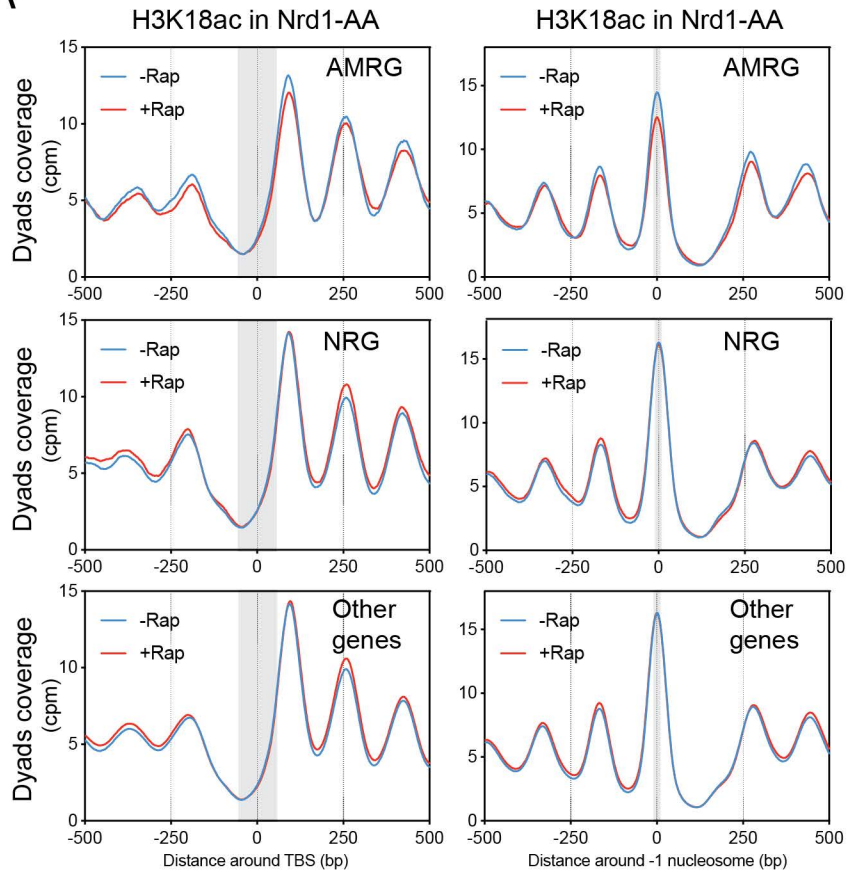 H3K18ac in Nrd1-AA
AMRG
-Rap
+Rap
Dyads coverage
(cpm)
15
10
5
0
-500
-250
0
250
500
H3K18ac in Nrd1-AA
AMRG
-Rap
+Rap
15
10
5
0
-500
-250
0
250
500
NRG
-Rap
+Rap
Dyads coverage
(cpm)
15
10
5
0
-500
-250
0
250
500
NRG
-Rap
+Rap
15
10
5
0
-500
-250
0
250
500
Other
genes
-Rap
+Rap
Dyads coverage
(cpm)
15
10
5
0
-500
-250
0
250
500
Distance around TBS (bp)
Other
genes
-Rap
+Rap
15
10
5
0
-500
-250
0
250
500
Distance around -1 nucleosome (bp)